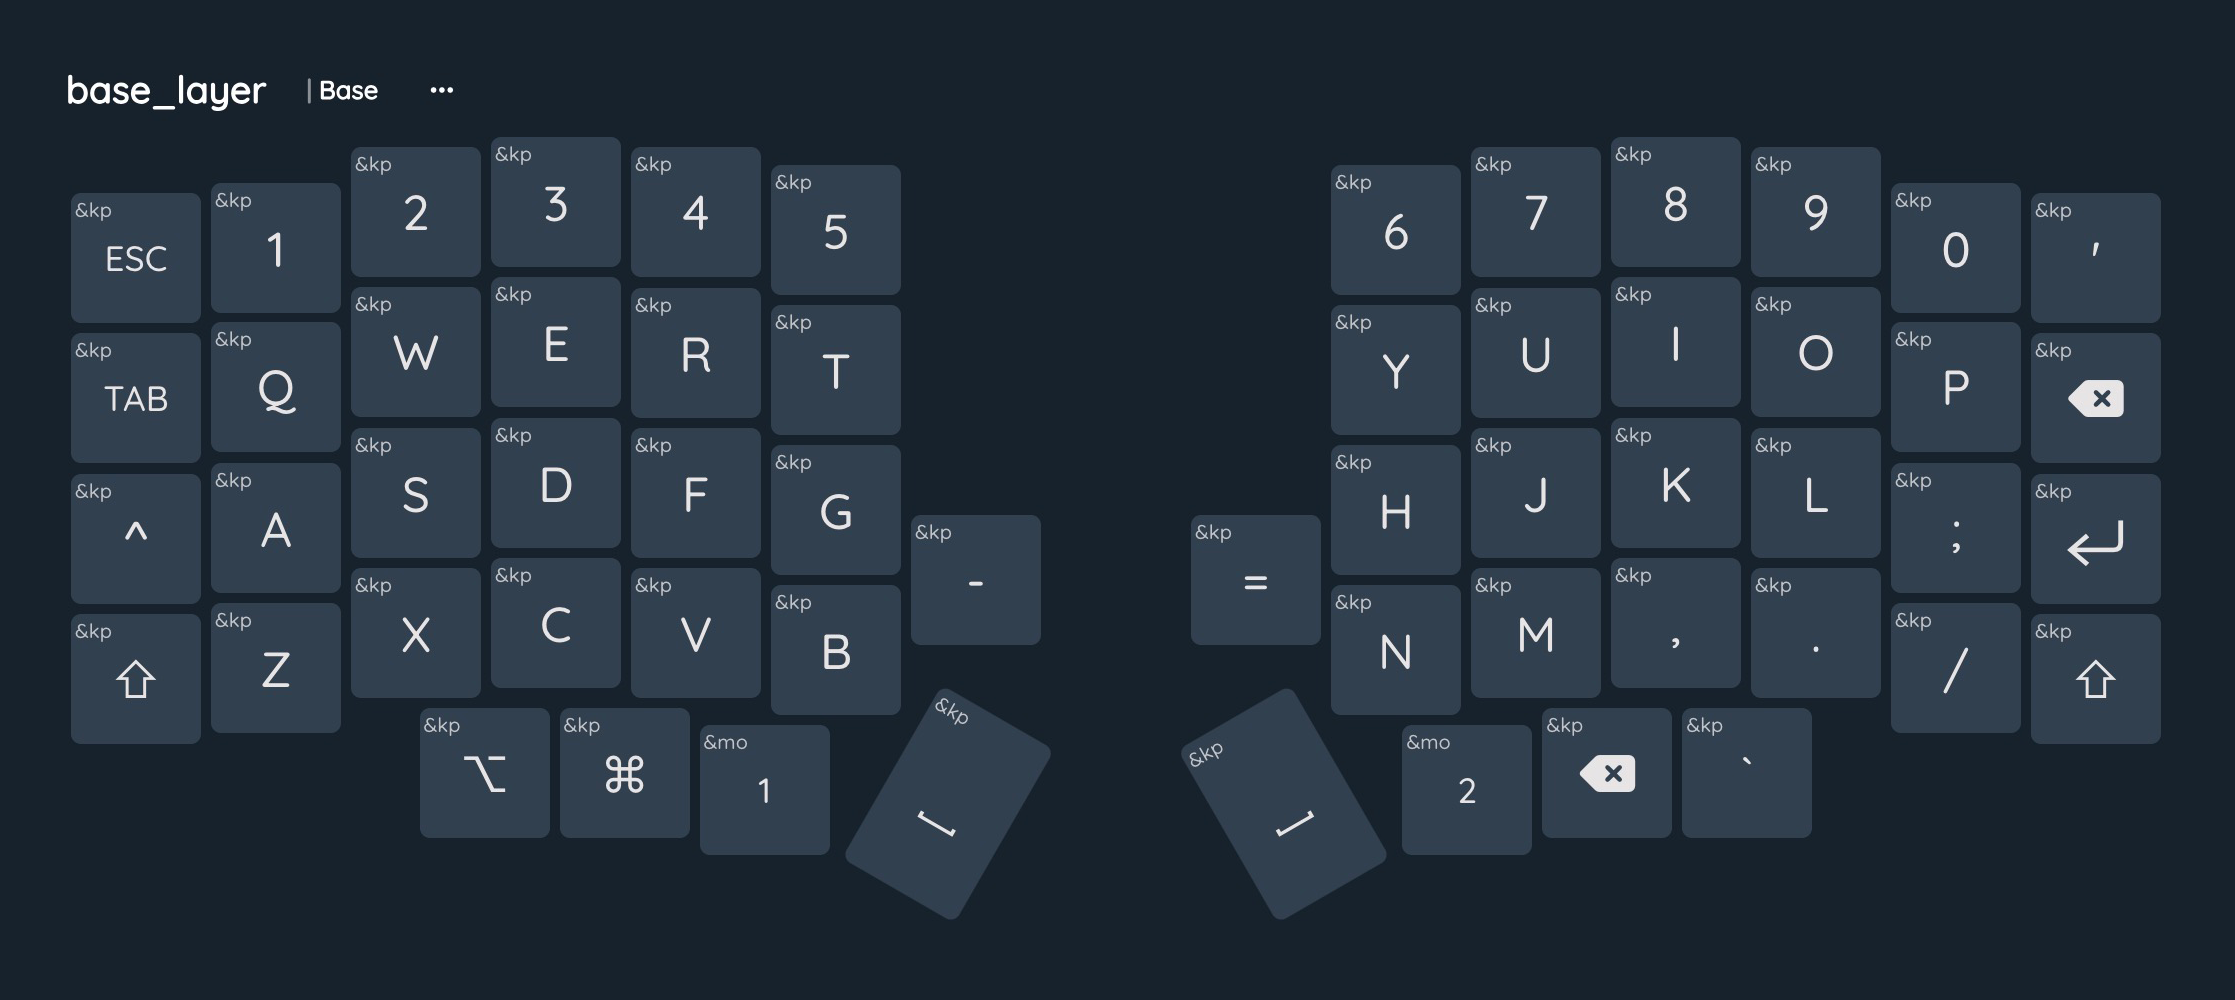 base_layer | Base ...
&kp ESC &kp 1 &kp 2 &kp 3 &kp 4 &kp 5 &kp 6 &kp 7 &kp 8 &kp 9 &kp 0 &kp '
&kp TAB &kp Q &kp W &kp E &kp R &kp T &kp Y &kp U &kp I &kp O &kp P &kp ⌫
&kp ^ &kp A &kp S &kp D &kp F &kp G &kp H &kp J &kp K &kp L &kp ; &kp ↵
&kp ⇧ &kp Z &kp X &kp C &kp V &kp B &kp - &kp = &kp N &kp M &kp , &kp . &kp / &kp ⇧
&kp ⌥ &kp ⌘ &mo 1 &kp ⎵ &kp ⎵ &mo 2 &kp ⌫ &kp `